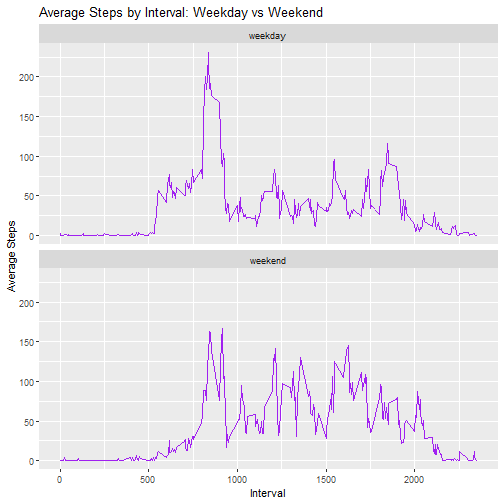 Average Steps by Interval: Weekday vs Weekend
weekday
200
150
100
50
0
Average Steps
weekend
200
150
100
50
0
0 500 1000 1500 2000
Interval